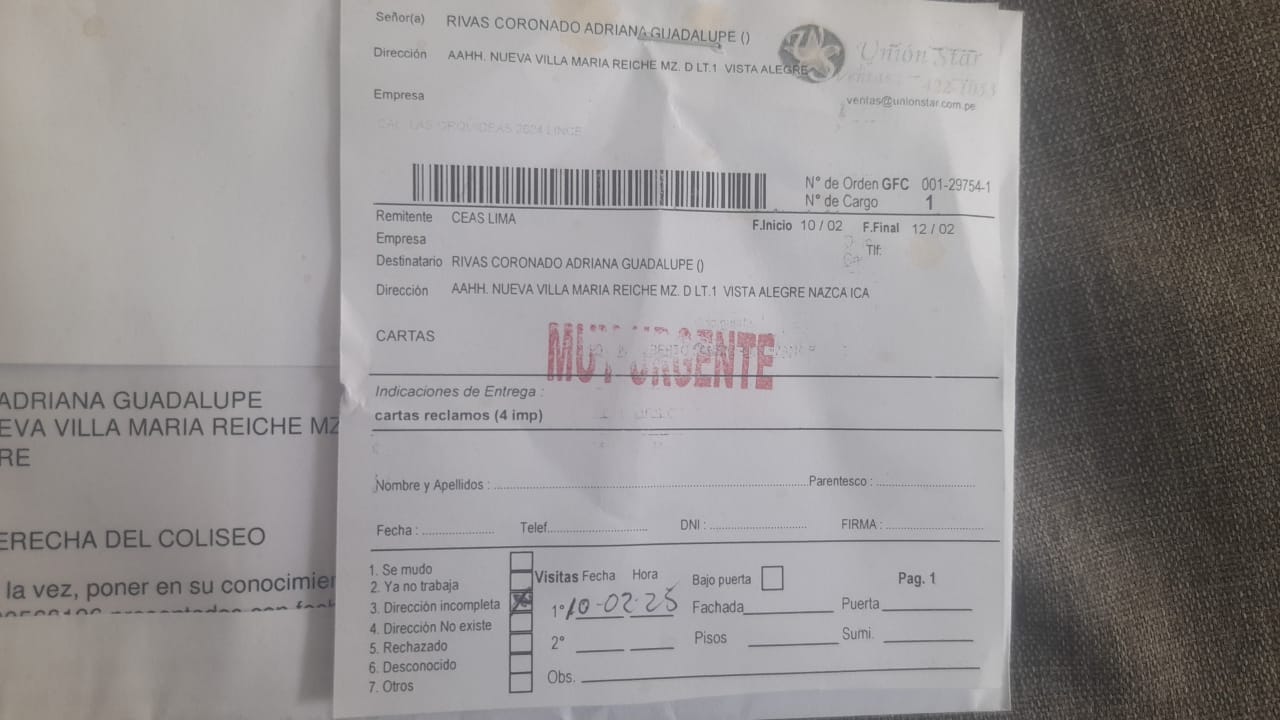 Señor(a) RIVAS CORONADO ADRIANA GUADALUPE ()
Dirección AAHH. NUEVA VILLA MARIA REICHE MZ. D LT.1 VISTA ALEGRE
Unión Star
ventas@unionstar.com.pe
Empresa
N° de Orden GFC 001-29754-1
N° de Cargo 1
Remitente CEAS LIMA
F.Inicio 10 / 02 F.Final 12 / 02
Empresa
Tlf:
Destinatario RIVAS CORONADO ADRIANA GUADALUPE ()
Dirección AAHH. NUEVA VILLA MARIA REICHE MZ. D LT.1 VISTA ALEGRE NAZCA ICA
CARTAS
MUY URGENTE
Indicaciones de Entrega :
cartas reclamos (4 imp)
Nombre y Apellidos : Parentesco :
Fecha : Telef. DNI : FIRMA :
1. Se mudo
2. Ya no trabaja
3. Dirección incompleta X
4. Dirección No existe
5. Rechazado
6. Desconocido
7. Otros
Visitas Fecha Hora
1° 10-02-25
2°
Obs.
Bajo puerta
Pag. 1
Fachada Puerta
Pisos Sumi.
ADRIANA GUADALUPE
EVA VILLA MARIA REICHE MZ
RE
ERECHA DEL COLISEO
la vez, poner en su conocimien